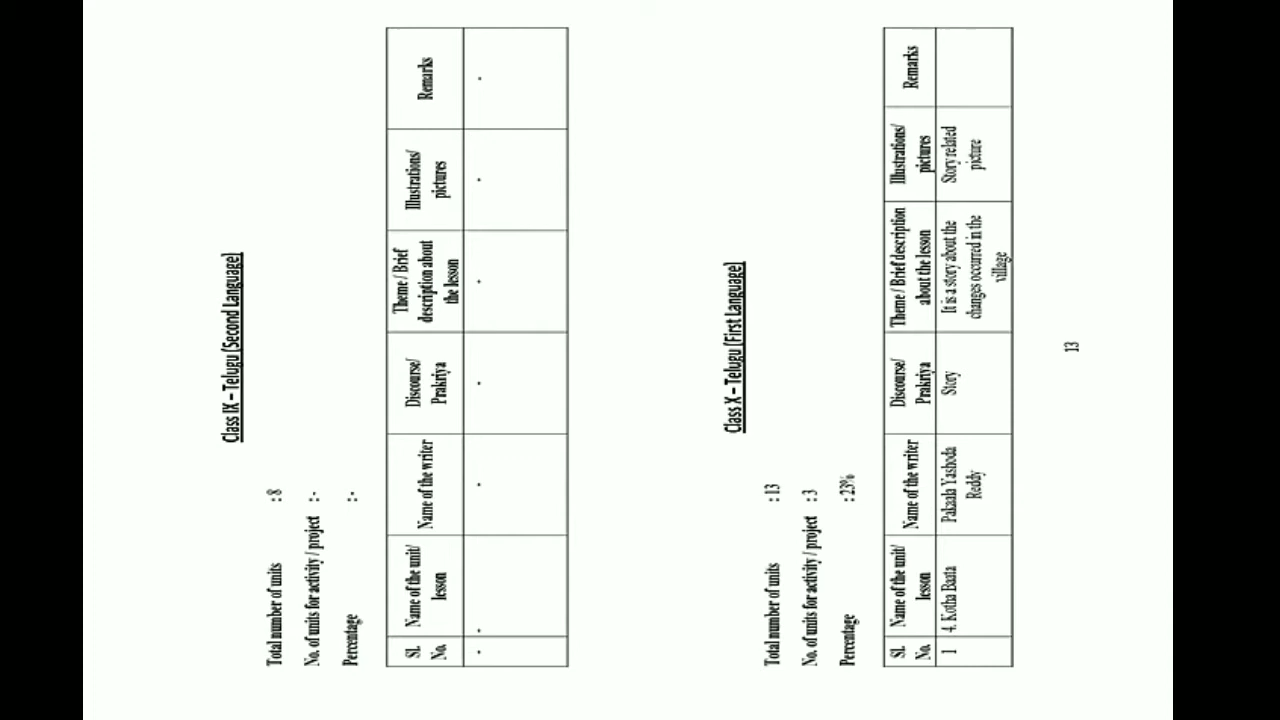 Class IX – Telugu (Second Language)
Total number of units : 8
No. of units for activity / project : -
Percentage : -
Sl. No. Name of the unit/ lesson Name of the writer Discourse/ Prakriya Theme / Brief description about the lesson Illustrations/ pictures Remarks
- - - - - - -
Class X – Telugu (First Language)
Total number of units : 13
No. of units for activity / project : 3
Percentage : 23%
Sl. No. Name of the unit/ lesson Name of the writer Discourse/ Prakriya Theme / Brief description about the lesson Illustrations/ pictures Remarks
1 4. Kotha Baata Pakaala Yashoda Reddy Story It is a story about the changes occurred in the village Story related picture
13